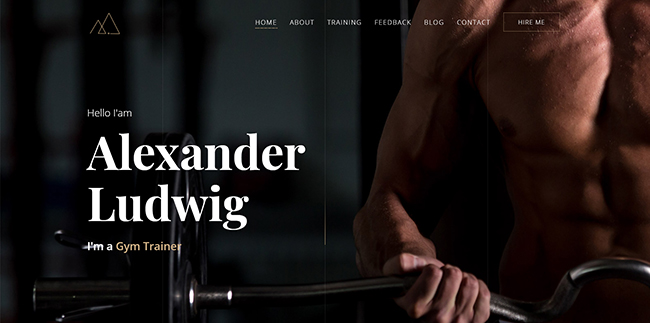 HOME ABOUT TRAINING FEEDBACK BLOG CONTACT HIRE ME
Hello I'am
Alexander
Ludwig
I'm a Gym Trainer